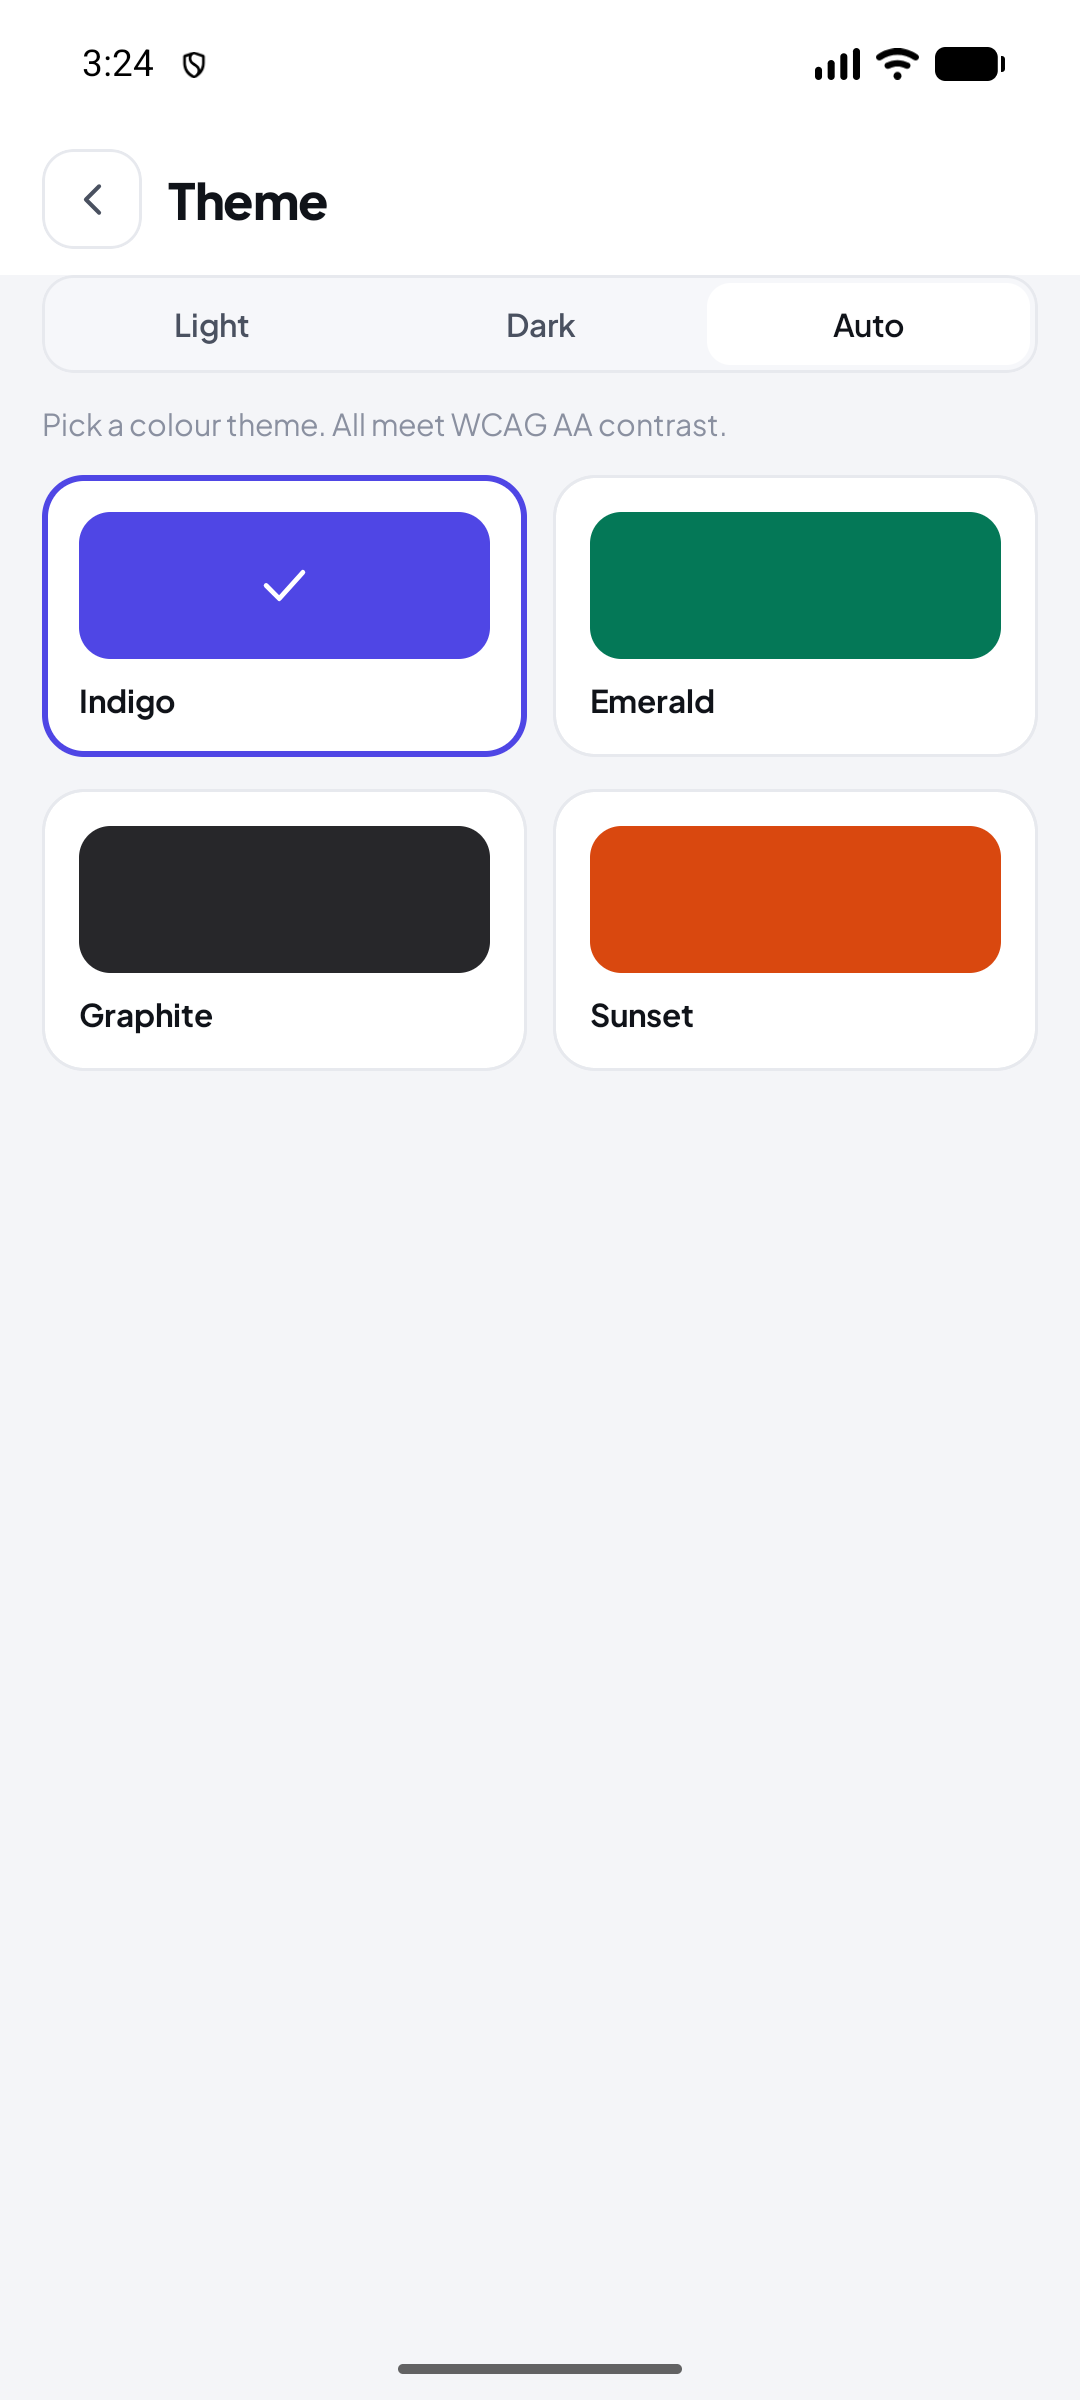 3:24
Theme
Light Dark Auto
Pick a colour theme. All meet WCAG AA contrast.
Indigo Emerald
Graphite Sunset